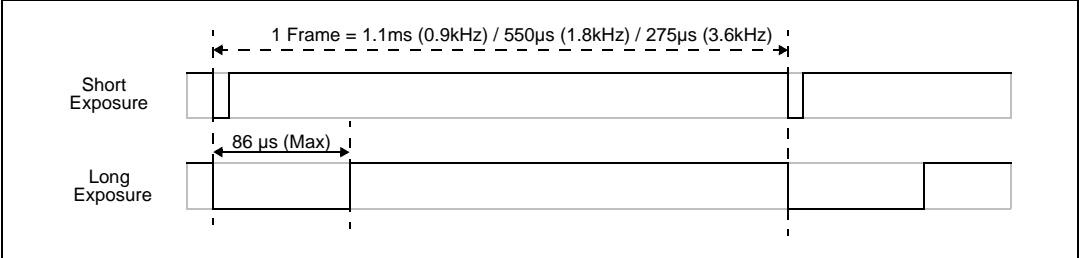 1 Frame = 1.1ms (0.9kHz) / 550µs (1.8kHz) / 275µs (3.6kHz)
Short
Exposure
86 µs (Max)
Long
Exposure